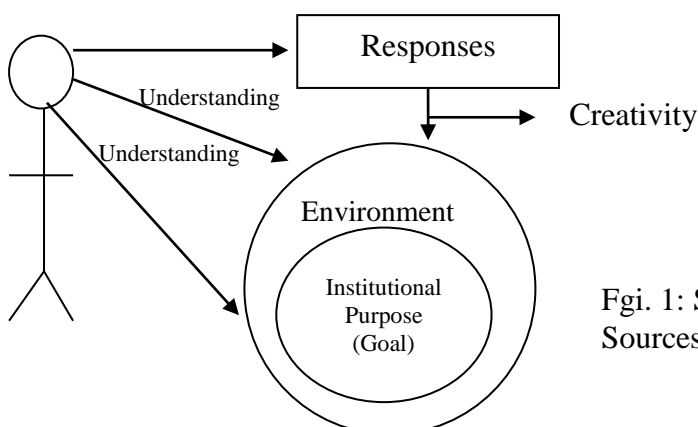 Responses
Understanding
Creativity
Understanding
Environment
Institutional
Purpose
(Goal)
Fgi. 1:
Sources